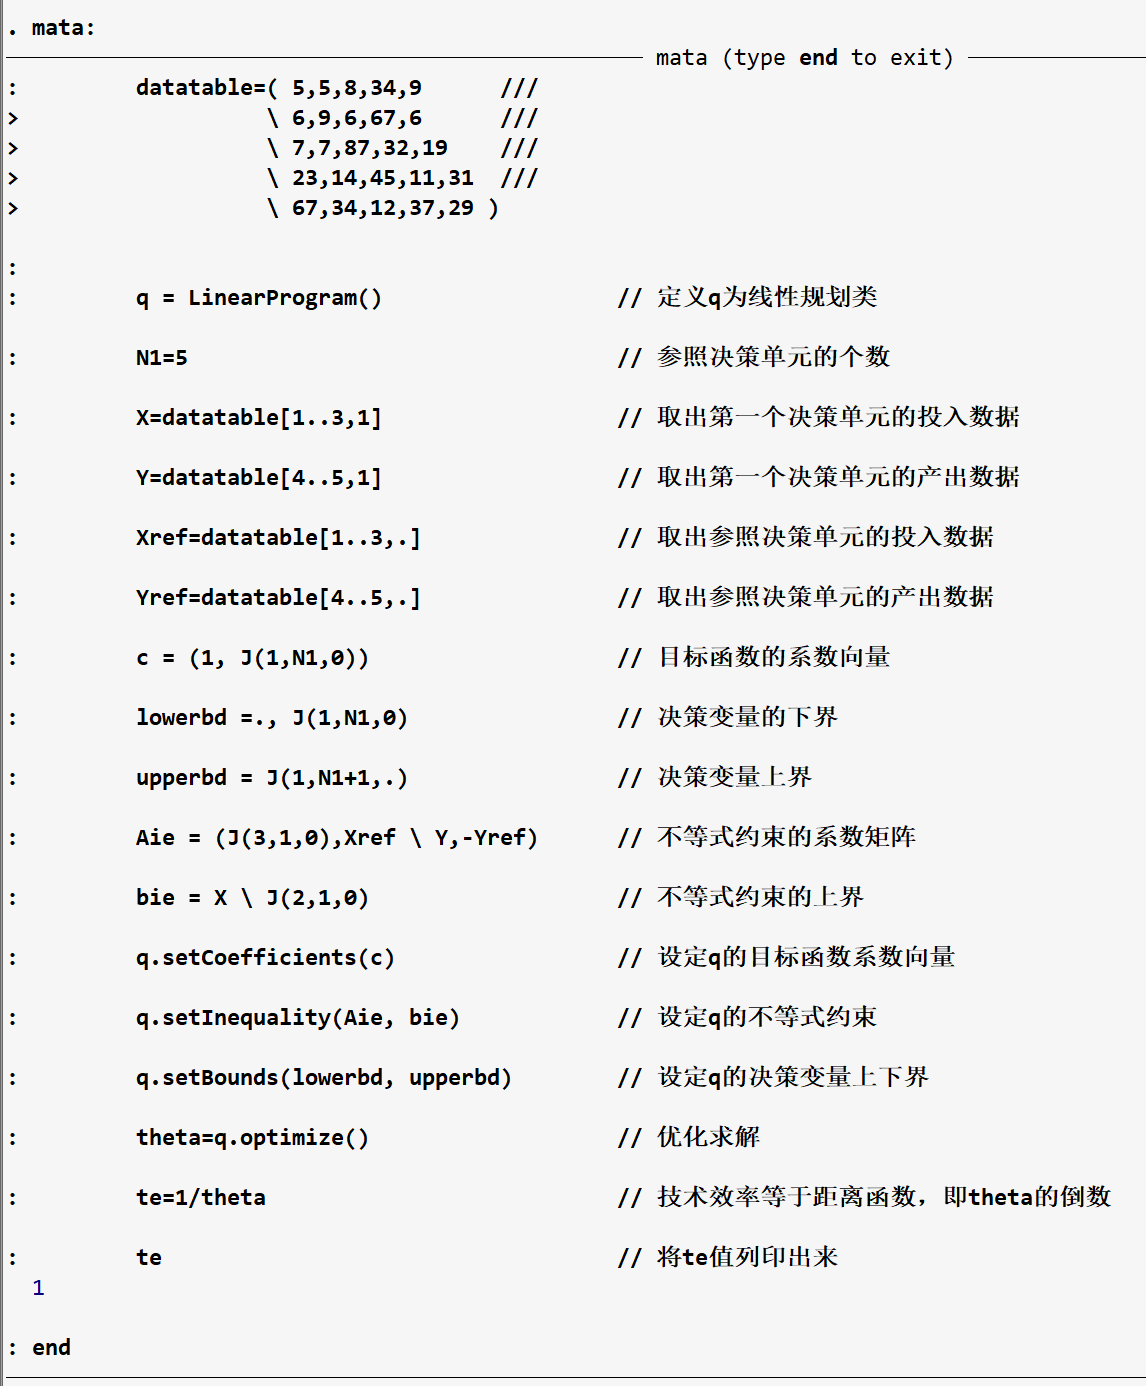 . mata:
mata (type end to exit)
: datatable=( 5,5,8,34,9 ///
> \ 6,9,6,67,6 ///
> \ 7,7,87,32,19 ///
> \ 23,14,45,11,31 ///
> \ 67,34,12,37,29 )
:
: q = LinearProgram() // 定义q为线性规划类
: N1=5 // 参照决策单元的个数
: X=datatable[1..3,1] // 取出第一个决策单元的投入数据
: Y=datatable[4..5,1] // 取出第一个决策单元的产出数据
: Xref=datatable[1..3,.] // 取出参照决策单元的投入数据
: Yref=datatable[4..5,.] // 取出参照决策单元的产出数据
: c = (1, J(1,N1,0)) // 目标函数的系数向量
: lowerbd =., J(1,N1,0) // 决策变量的下界
: upperbd = J(1,N1+1,.) // 决策变量上界
: Aie = (J(3,1,0),Xref \ Y,-Yref) // 不等式约束的系数矩阵
: bie = X \ J(2,1,0) // 不等式约束的上界
: q.setCoefficients(c) // 设定q的目标函数系数向量
: q.setInequality(Aie, bie) // 设定q的不等式约束
: q.setBounds(lowerbd, upperbd) // 设定q的决策变量上下界
: theta=q.optimize() // 优化求解
: te=1/theta // 技术效率等于距离函数，即theta的倒数
: te // 将te值列印出来
1
: end